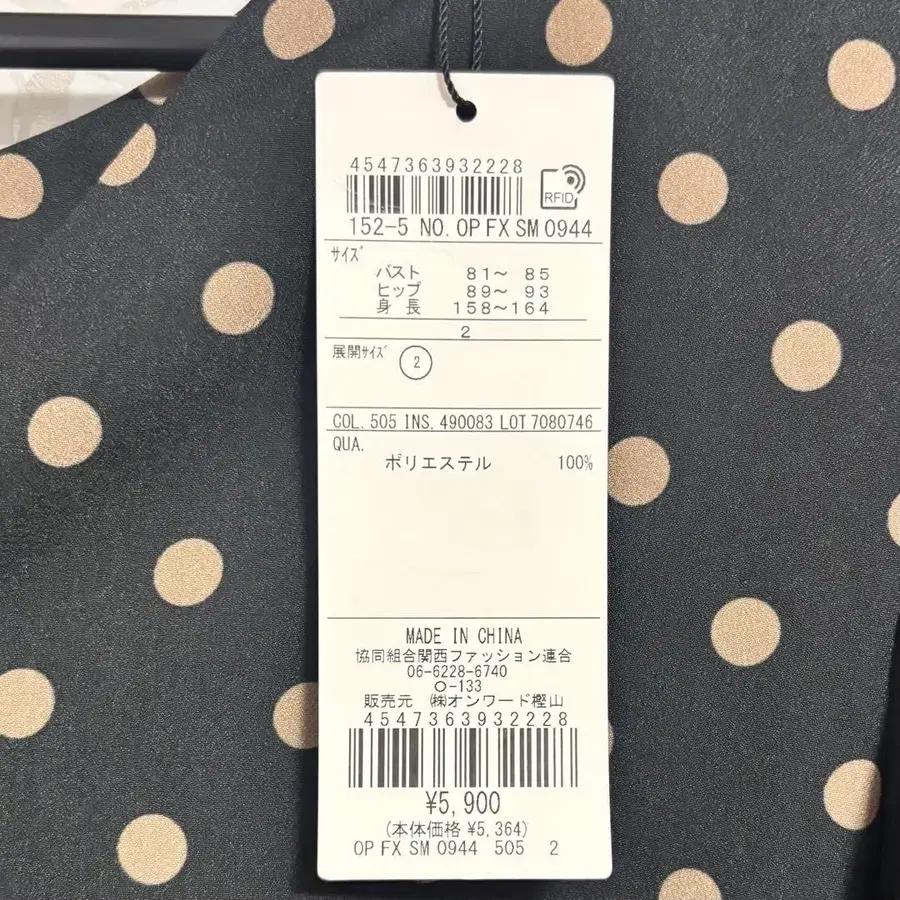 4547363932228
RFID
152-5 NO. OP FX SM 0944
サイズ
バスト 81～ 85
ヒップ 89～ 93
身長 158～164
2
展開サイズ 2
COL. 505 INS. 490083 LOT 7080746
QUA.
ポリエステル 100%
MADE IN CHINA
協同組合関西ファッション連合
06-6228-6740
O-133
販売元 ㈱オンワード樫山
4547363932228
¥5,900
(本体価格 ¥5,364)
OP FX SM 0944 505 2